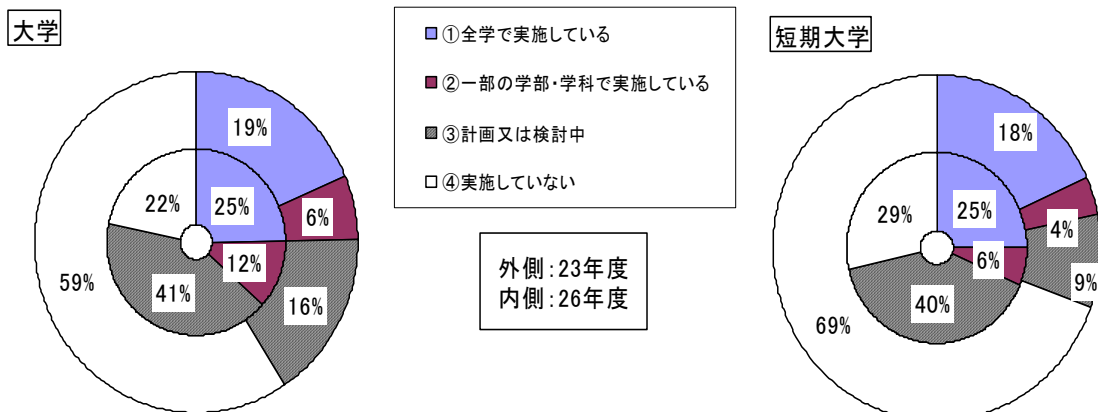 大学
19%
6%
16%
59%
25%
12%
41%
22%
①全学で実施している
②一部の学部・学科で実施している
③計画又は検討中
④実施していない
外側:23年度
内側:26年度
短期大学
18%
4%
9%
69%
25%
6%
40%
29%